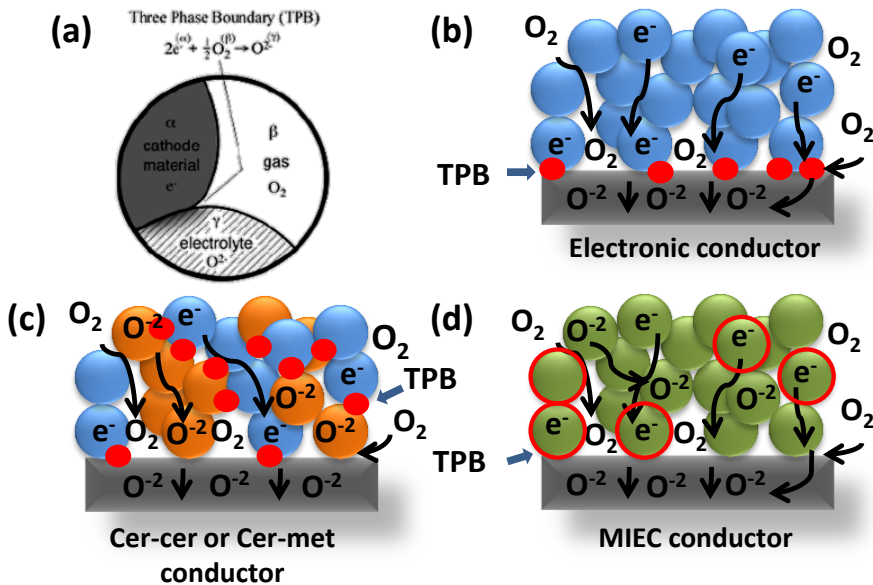 (a)
Three Phase Boundary (TPB)
2e⁻⁽ᵅ⁾ + ½O₂⁽ᵝ⁾ → O²⁻⁽ᵞ⁾
α
cathode
material
e⁻
β
gas
O₂
γ
electrolyte
O²⁻
(b)
O₂
e⁻
e⁻
O₂
e⁻
O₂
e⁻
O₂
e⁻
O₂
TPB
O⁻²
O⁻²
O⁻²
Electronic conductor
(c)
O₂
O⁻²
e⁻
O₂
e⁻
TPB
O⁻²
e⁻
O₂
O⁻²
O₂
e⁻
O⁻²
O₂
O⁻²
O⁻²
O⁻²
Cer-cer or Cer-met
conductor
(d)
O₂
O⁻²
e⁻
e⁻
O₂
e⁻
O⁻²
e⁻
O₂
e⁻
O₂
O₂
TPB
O⁻²
O⁻²
O⁻²
MIEC conductor